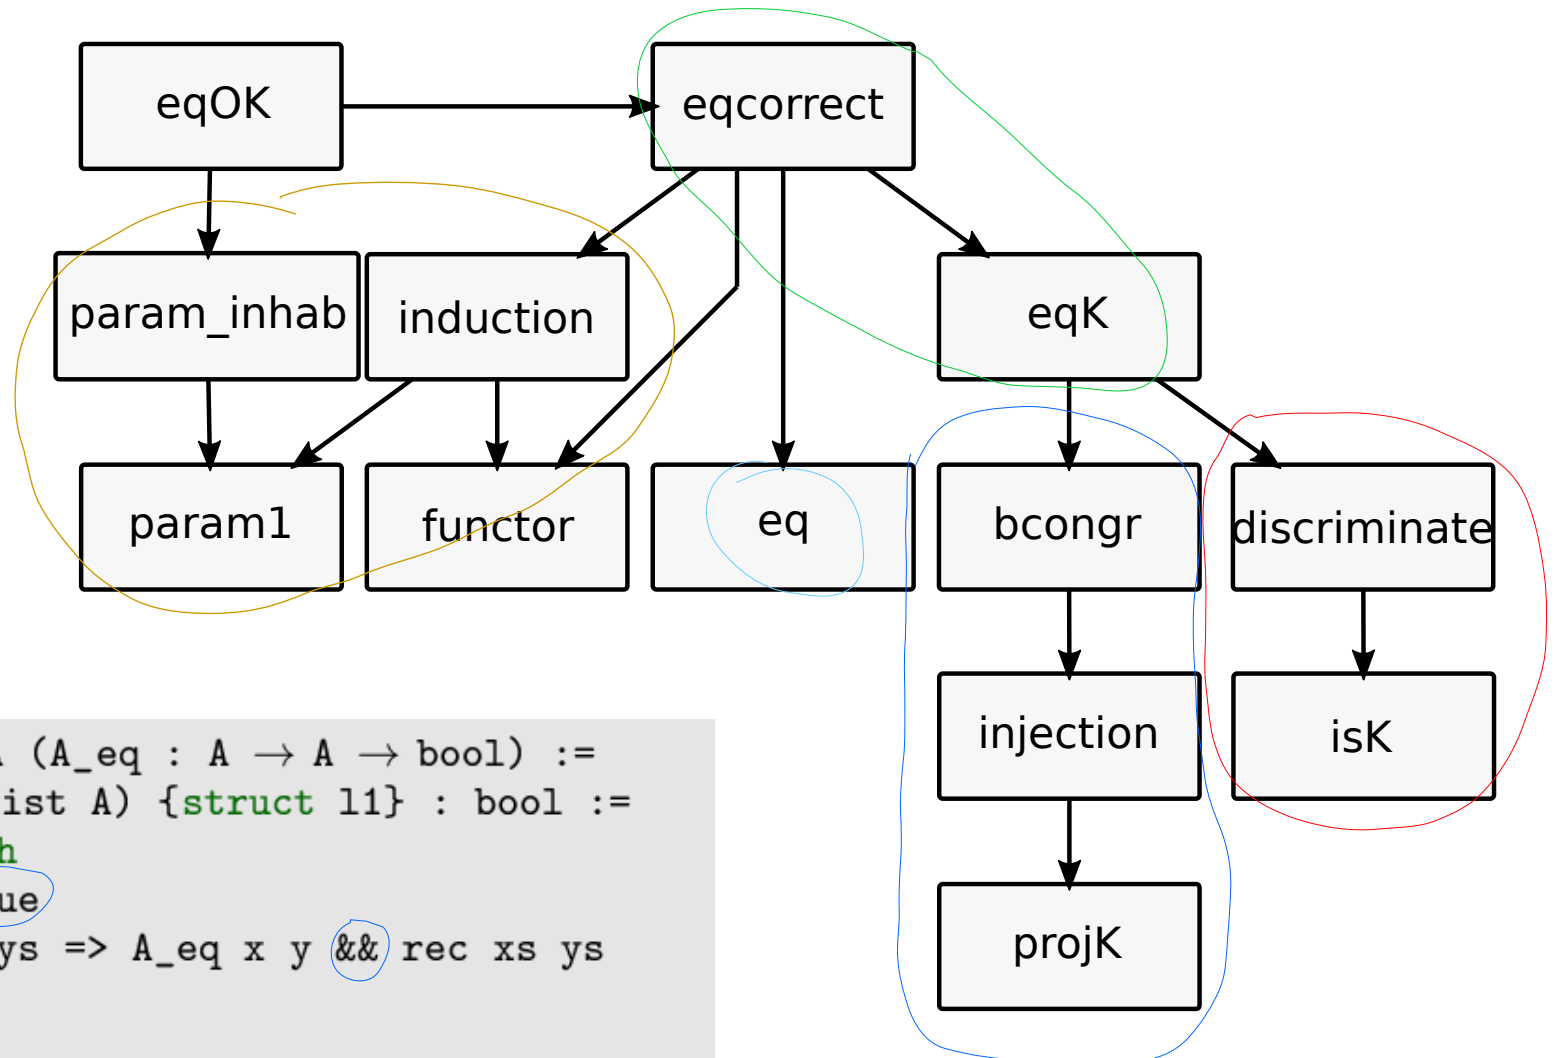 eqOK
eqcorrect
param_inhab
induction
eqK
param1
functor
eq
bcongr
discriminate
injection
isK
projK
(A_eq : A → A → bool) :=
ist A) {struct l1} : bool :=
h
ue
ys => A_eq x y && rec xs ys